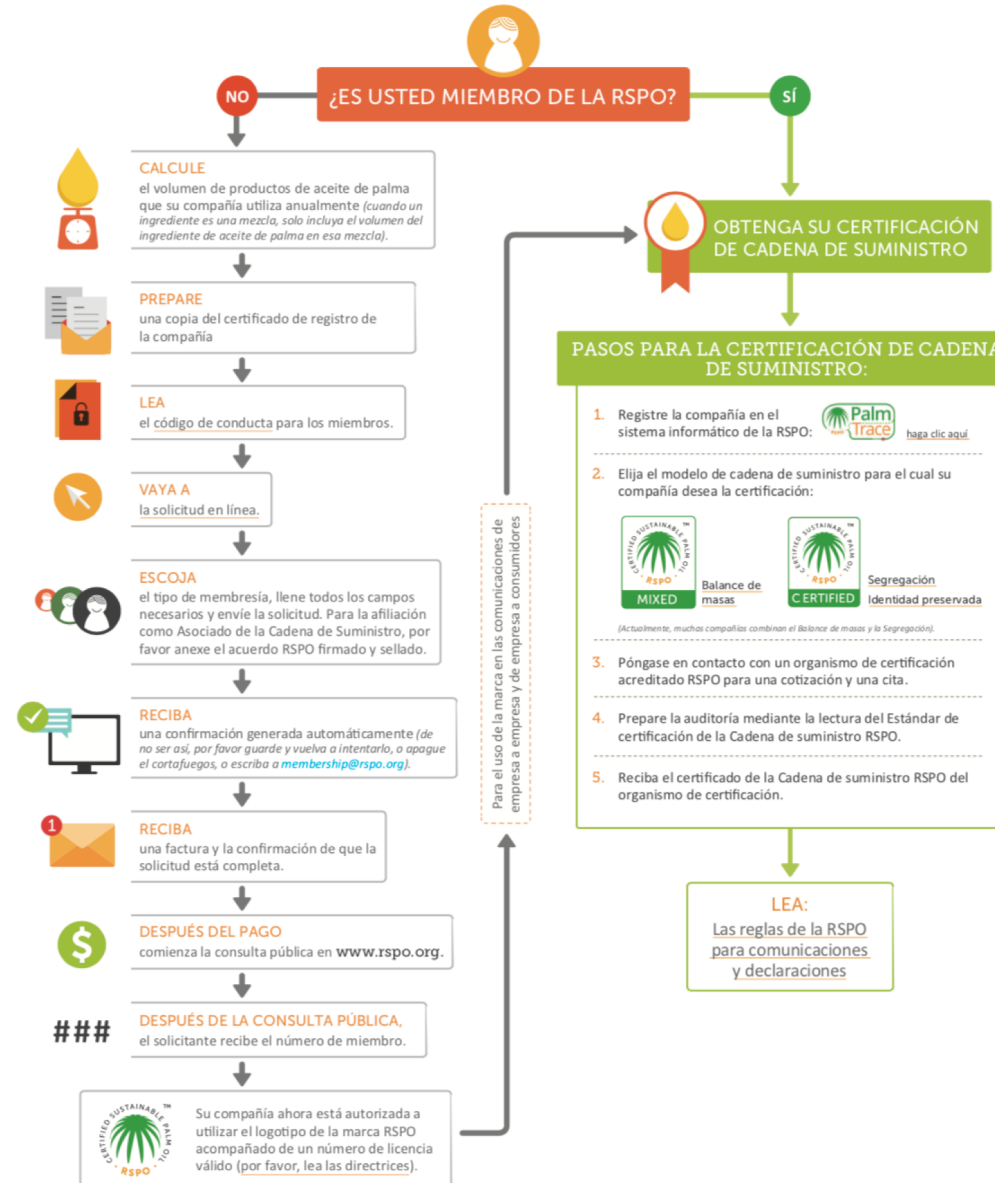 ¿ES USTED MIEMBRO DE LA RSPO?
NO
SÍ
CALCULE
el volumen de productos de aceite de palma
que su compañía utiliza anualmente (cuando un
ingrediente es una mezcla, solo incluya el volumen del
ingrediente de aceite de palma en esa mezcla).
PREPARE
una copia del certificado de registro de
la compañía
LEA
el código de conducta para los miembros.
VAYA A
la solicitud en línea.
ESCOJA
el tipo de membresía, llene todos los campos
necesarios y envíe la solicitud. Para la afiliación
como Asociado de la Cadena de Suministro, por
favor anexe el acuerdo RSPO firmado y sellado.
RECIBA
una confirmación generada automáticamente (de
no ser así, por favor guarde y vuelva a intentarlo, o apague
el cortafuegos, o escriba a membership@rspo.org).
1
RECIBA
una factura y la confirmación de que la
solicitud está completa.
$
DESPUÉS DEL PAGO
comienza la consulta pública en www.rspo.org.
###
DESPUÉS DE LA CONSULTA PÚBLICA,
el solicitante recibe el número de miembro.
CERTIFIED SUSTAINABLE PALM OIL ™
RSPO
Su compañía ahora está autorizada a
utilizar el logotipo de la marca RSPO
acompañado de un número de licencia
válido (por favor, lea las directrices).
Para el uso de la marca en las comunicaciones de
empresa a empresa y de empresa a consumidores
OBTENGA SU CERTIFICACIÓN
DE CADENA DE SUMINISTRO
PASOS PARA LA CERTIFICACIÓN DE CADENA
DE SUMINISTRO:
1. Registre la compañía en el
sistema informático de la RSPO:
RSPO
Palm
Trace
haga clic aquí
2. Elija el modelo de cadena de suministro para el cual su
compañía desea la certificación:
CERTIFIED SUSTAINABLE PALM OIL ™
RSPO
MIXED
Balance de
masas
CERTIFIED SUSTAINABLE PALM OIL ™
RSPO
CERTIFIED
Segregación
Identidad preservada
(Actualmente, muchas compañías combinan el Balance de masas y la Segregación).
3. Póngase en contacto con un organismo de certificación
acreditado RSPO para una cotización y una cita.
4. Prepare la auditoría mediante la lectura del Estándar de
certificación de la Cadena de suministro RSPO.
5. Reciba el certificado de la Cadena de suministro RSPO del
organismo de certificación.
LEA:
Las reglas de la RSPO
para comunicaciones
y declaraciones